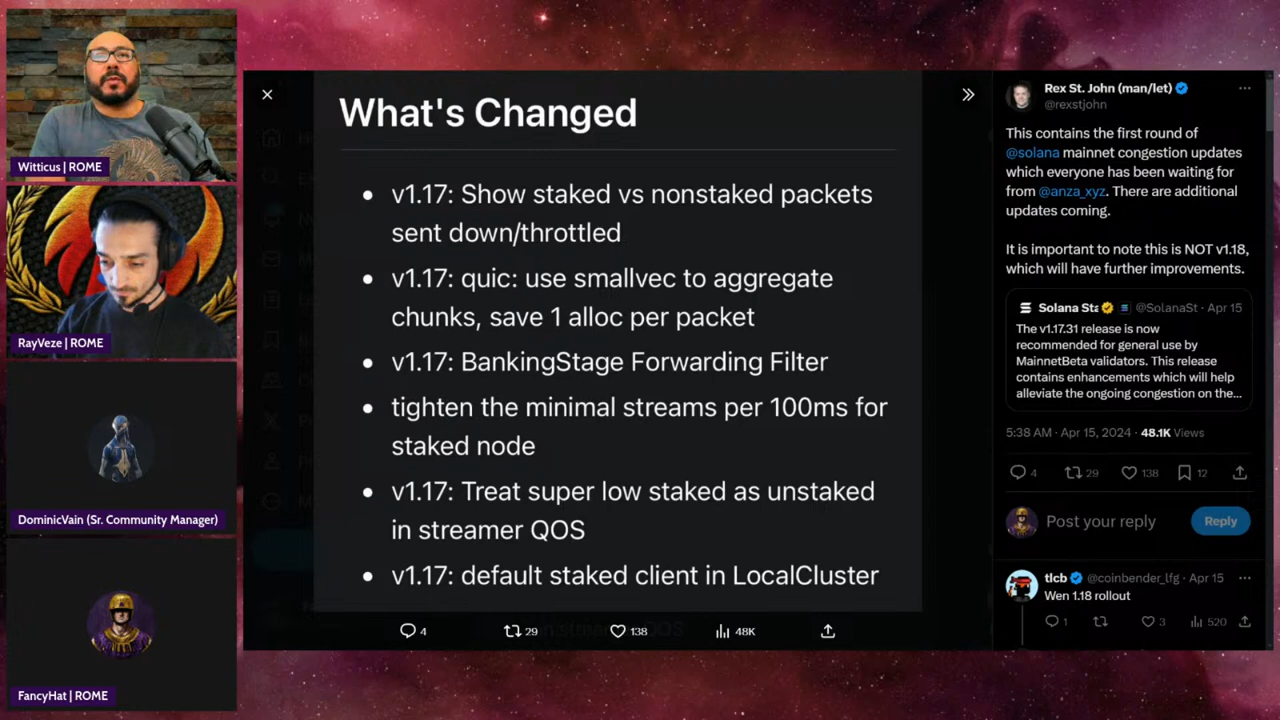 Witticus | ROME
RayVeze | ROME
DominicVain (Sr. Community Manager)
FancyHat | ROME
What's Changed
v1.17: Show staked vs nonstaked packets
sent down/throttled
v1.17: quic: use smallvec to aggregate
chunks, save 1 alloc per packet
v1.17: BankingStage Forwarding Filter
tighten the minimal streams per 100ms for
staked node
v1.17: Treat super low staked as unstaked
in streamer QOS
v1.17: default staked client in LocalCluster
4
29
138
48K
Rex St. John (man/let)
@rexstjohn
This contains the first round of
@solana mainnet congestion updates
which everyone has been waiting for
from @anza_xyz. There are additional
updates coming.
It is important to note this is NOT v1.18,
which will have further improvements.
Solana Sta @SolanaSt · Apr 15
The v1.17.31 release is now
recommended for general use by
MainnetBeta validators. This release
contains enhancements which will help
alleviate the ongoing congestion on the...
5:38 AM · Apr 15, 2024 · 48.1K Views
4 29 138 12
Post your reply
Reply
tlcb @coinbender_lfg · Apr 15
Wen 1.18 rollout
1 3 520